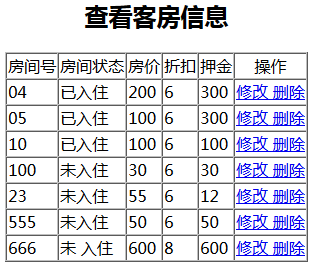 查看客房信息
房间号 房间状态 房价 折扣 押金 操作
04 已入住 200 6 300 修改 删除
05 已入住 100 6 300 修改 删除
10 已入住 100 6 100 修改 删除
100 未入住 30 6 30 修改 删除
23 未入住 55 6 12 修改 删除
555 未入住 50 6 50 修改 删除
666 未 入住 600 8 600 修改 删除